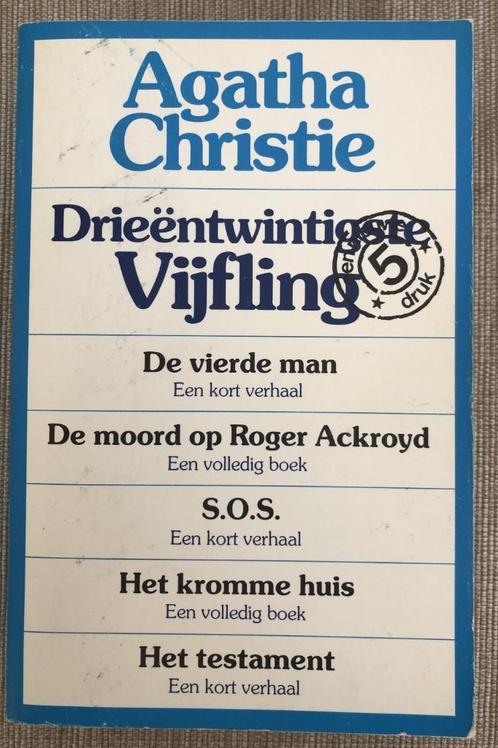 Agatha
Christie
Drieëntwintigste
Vijfling
5
druk
De vierde man
Een kort verhaal
De moord op Roger Ackroyd
Een volledig boek
S.O.S.
Een kort verhaal
Het kromme huis
Een volledig boek
Het testament
Een kort verhaal